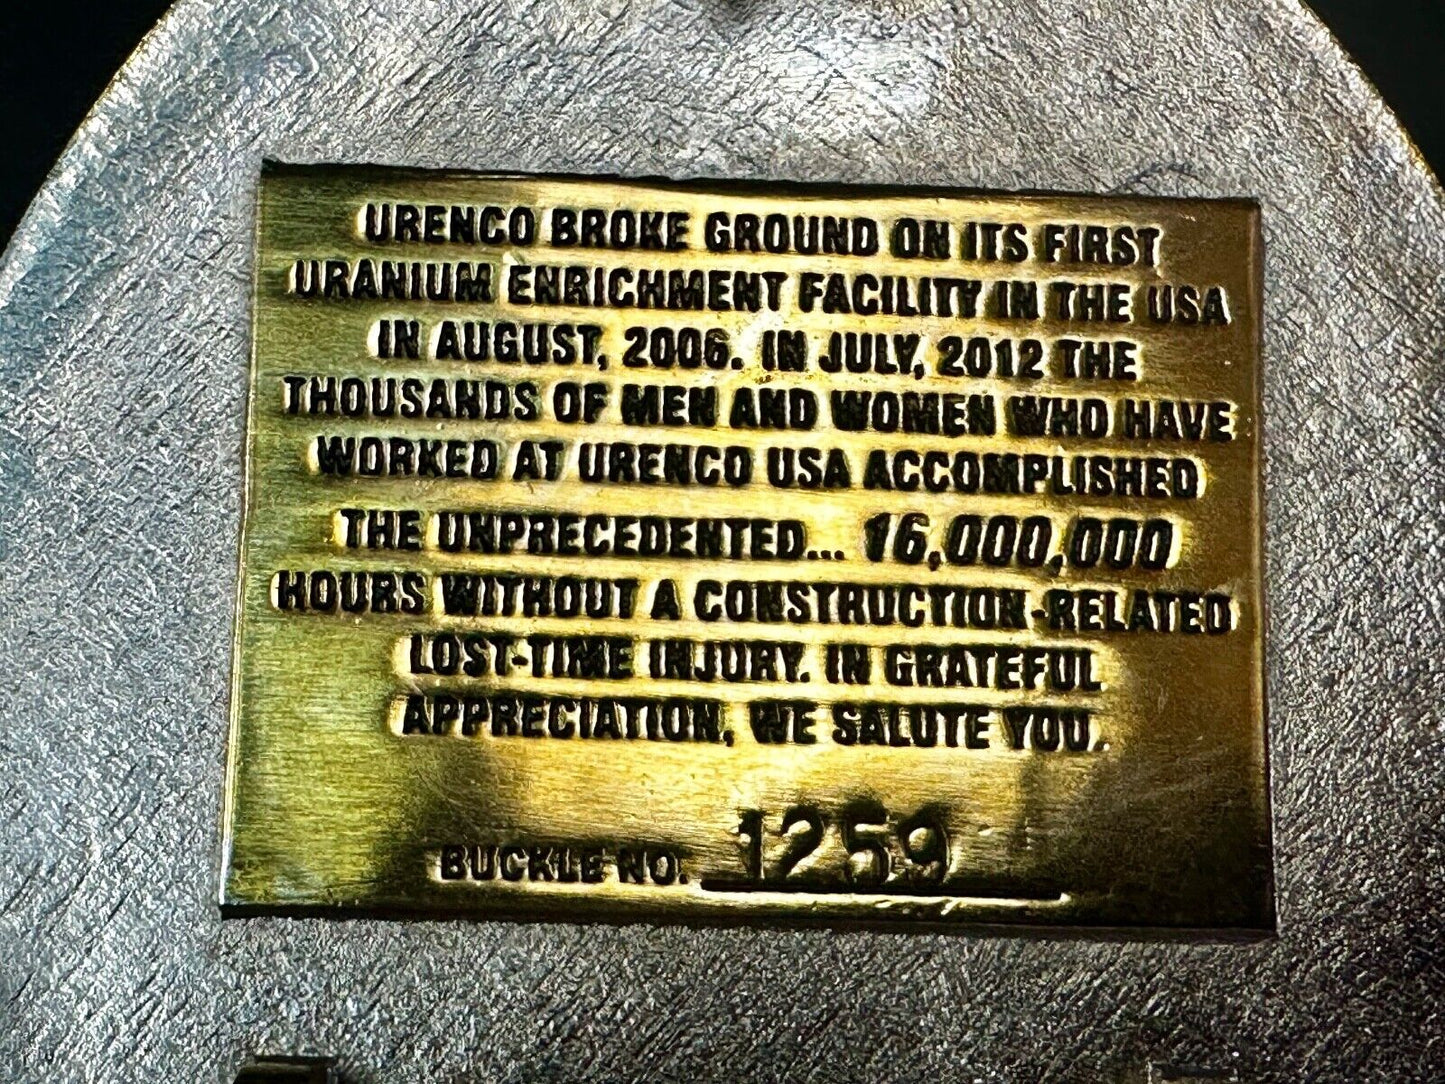 URENCO BROKE GROUND ON ITS FIRST
URANIUM ENRICHMENT FACILITY IN THE USA
IN AUGUST, 2006. IN JULY, 2012 THE
THOUSANDS OF MEN AND WOMEN WHO HAVE
WORKED AT URENCO USA ACCOMPLISHED
THE UNPRECEDENTED... 16,000,000
HOURS WITHOUT A CONSTRUCTION-RELATED
LOST-TIME INJURY. IN GRATEFUL
APPRECIATION, WE SALUTE YOU.
BUCKLE NO. 1259